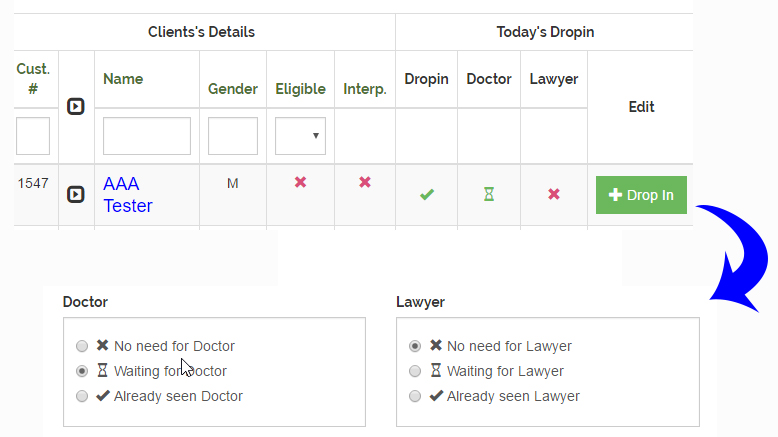 Clients's Details Today's Dropin
Cust. # Name Gender Eligible Interp. Dropin Doctor Lawyer Edit
1547 AAA Tester M Drop In
Doctor Lawyer
No need for Doctor No need for Lawyer
Waiting for Doctor Waiting for Lawyer
Already seen Doctor Already seen Lawyer